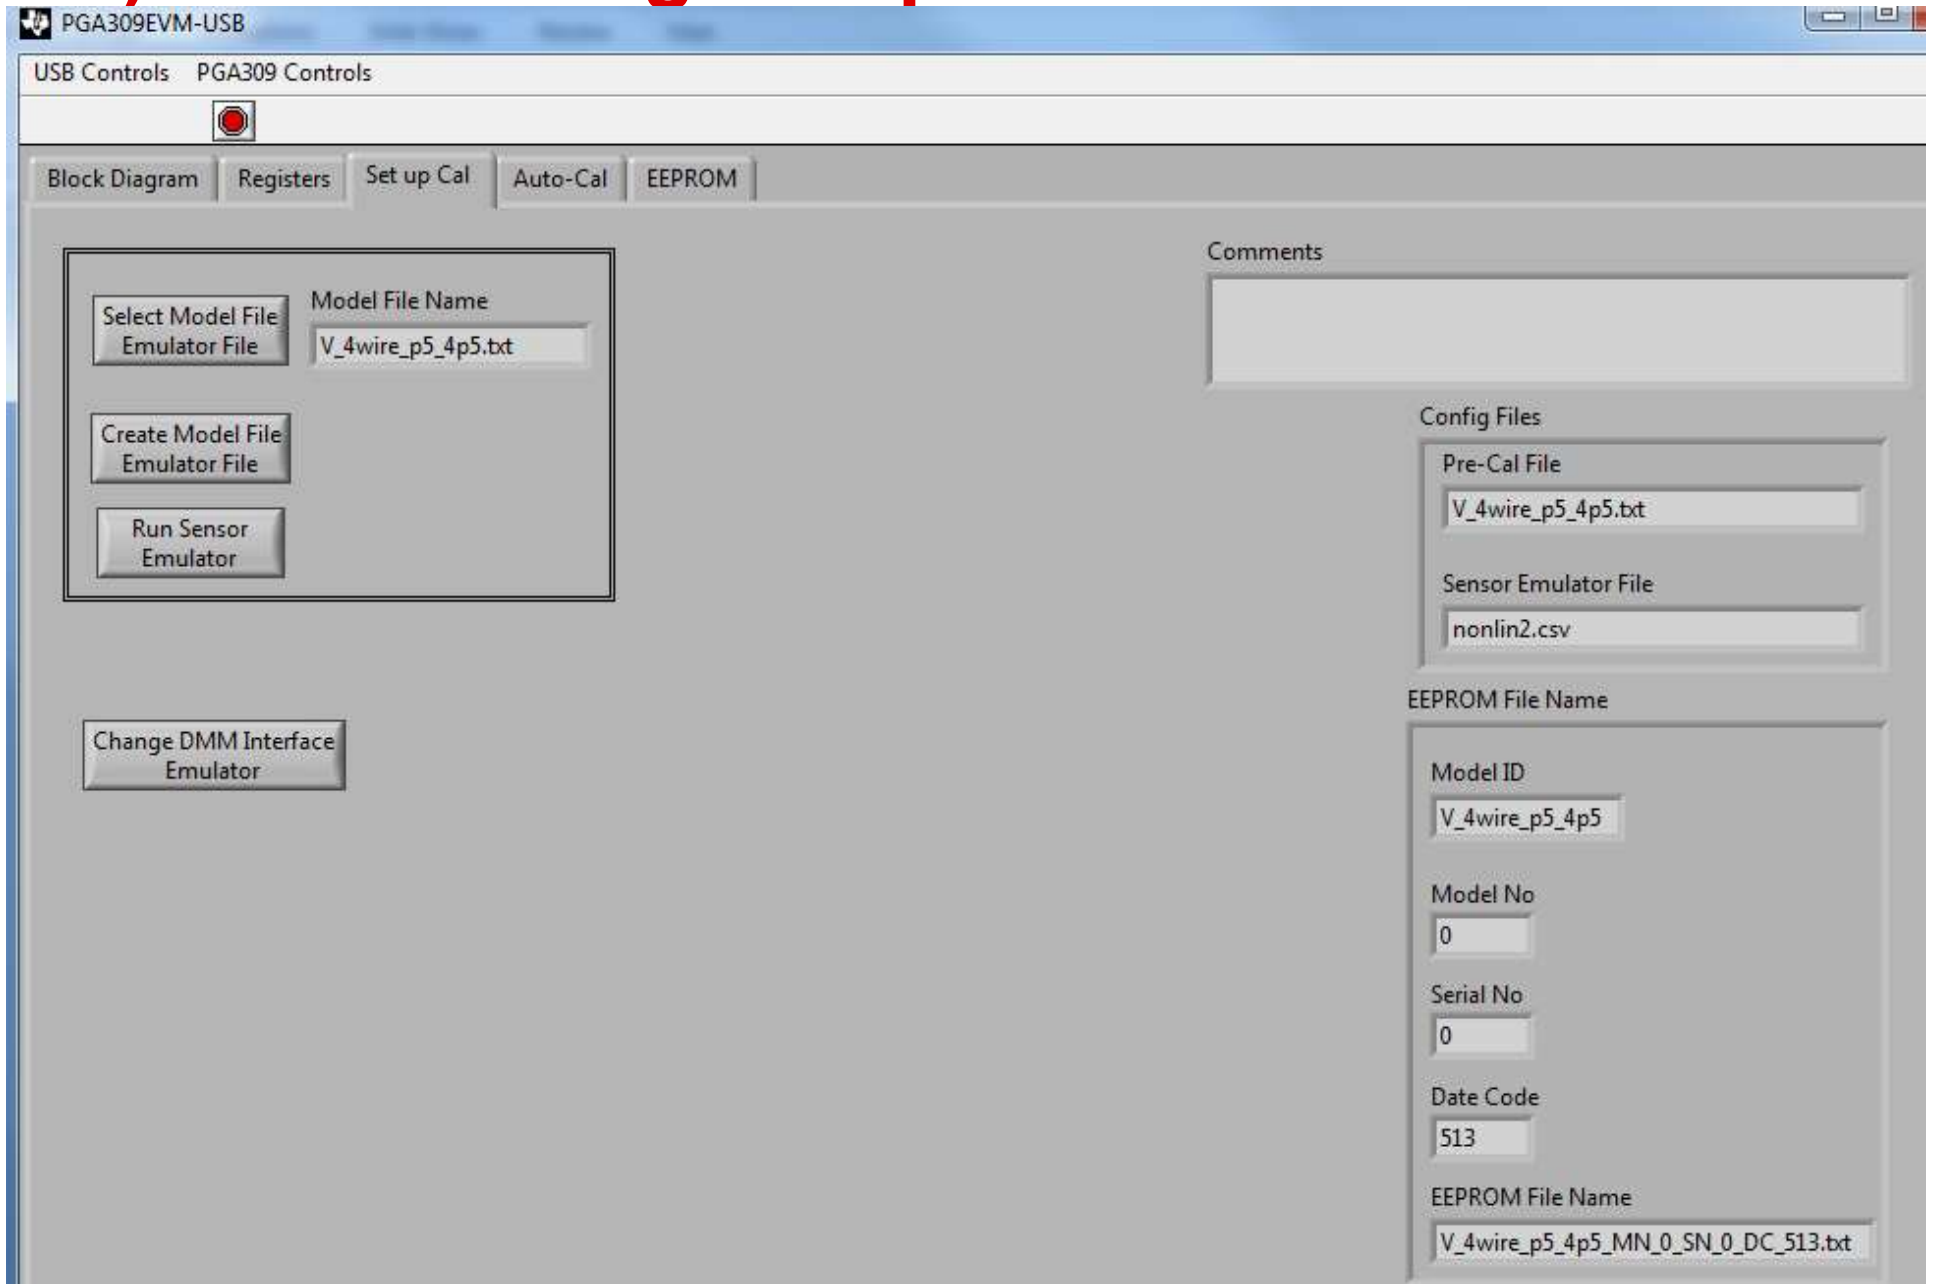 PGA309EVM-USB
USB Controls PGA309 Controls
Block Diagram Registers Set up Cal Auto-Cal EEPROM
Select Model File
Emulator File
Model File Name
V_4wire_p5_4p5.txt
Create Model File
Emulator File
Run Sensor
Emulator
Change DMM Interface
Emulator
Comments
Config Files
Pre-Cal File
V_4wire_p5_4p5.txt
Sensor Emulator File
nonlin2.csv
EEPROM File Name
Model ID
V_4wire_p5_4p5
Model No
0
Serial No
0
Date Code
513
EEPROM File Name
V_4wire_p5_4p5_MN_0_SN_0_DC_513.txt